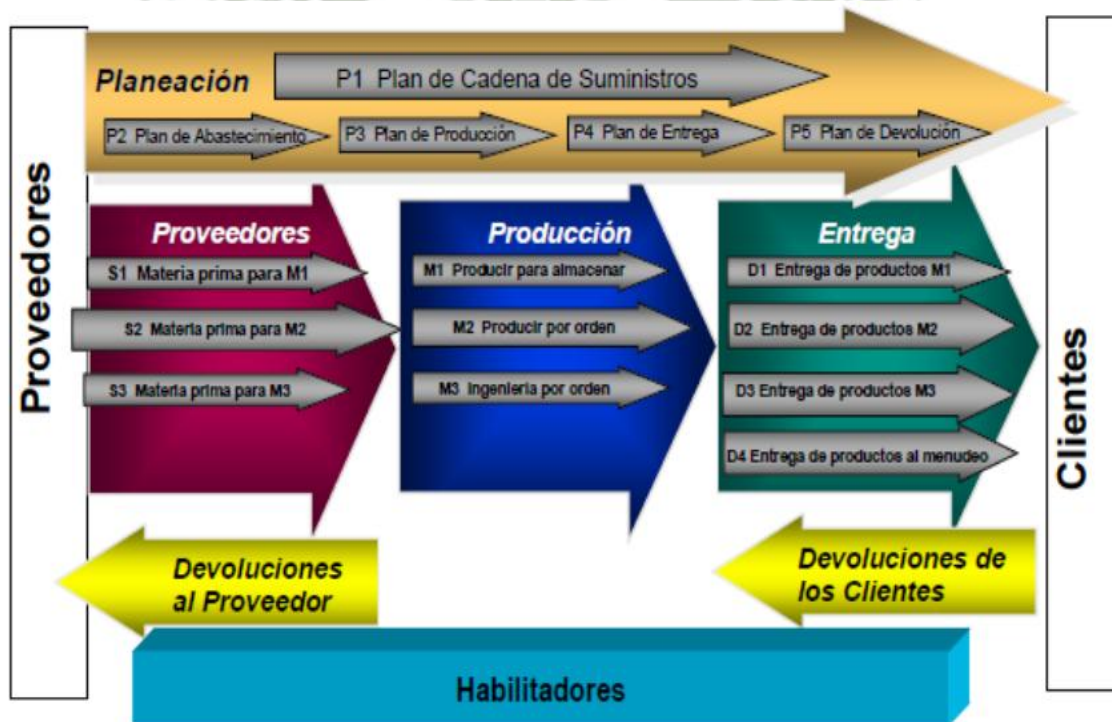 Proveedores
Planeación
P1 Plan de Cadena de Suministros
P2 Plan de Abastecimiento
P3 Plan de Producción
P4 Plan de Entrega
P5 Plan de Devolución
Proveedores
S1 Materia prima para M1
S2 Materia prima para M2
S3 Materia prima para M3
Producción
M1 Producir para almacenar
M2 Producir por orden
M3 Ingenieria por orden
Entrega
D1 Entrega de productos M1
D2 Entrega de productos M2
D3 Entrega de productos M3
D4 Entrega de productos al menudeo
Clientes
Devoluciones
al Proveedor
Devoluciones de
los Clientes
Habilitadores